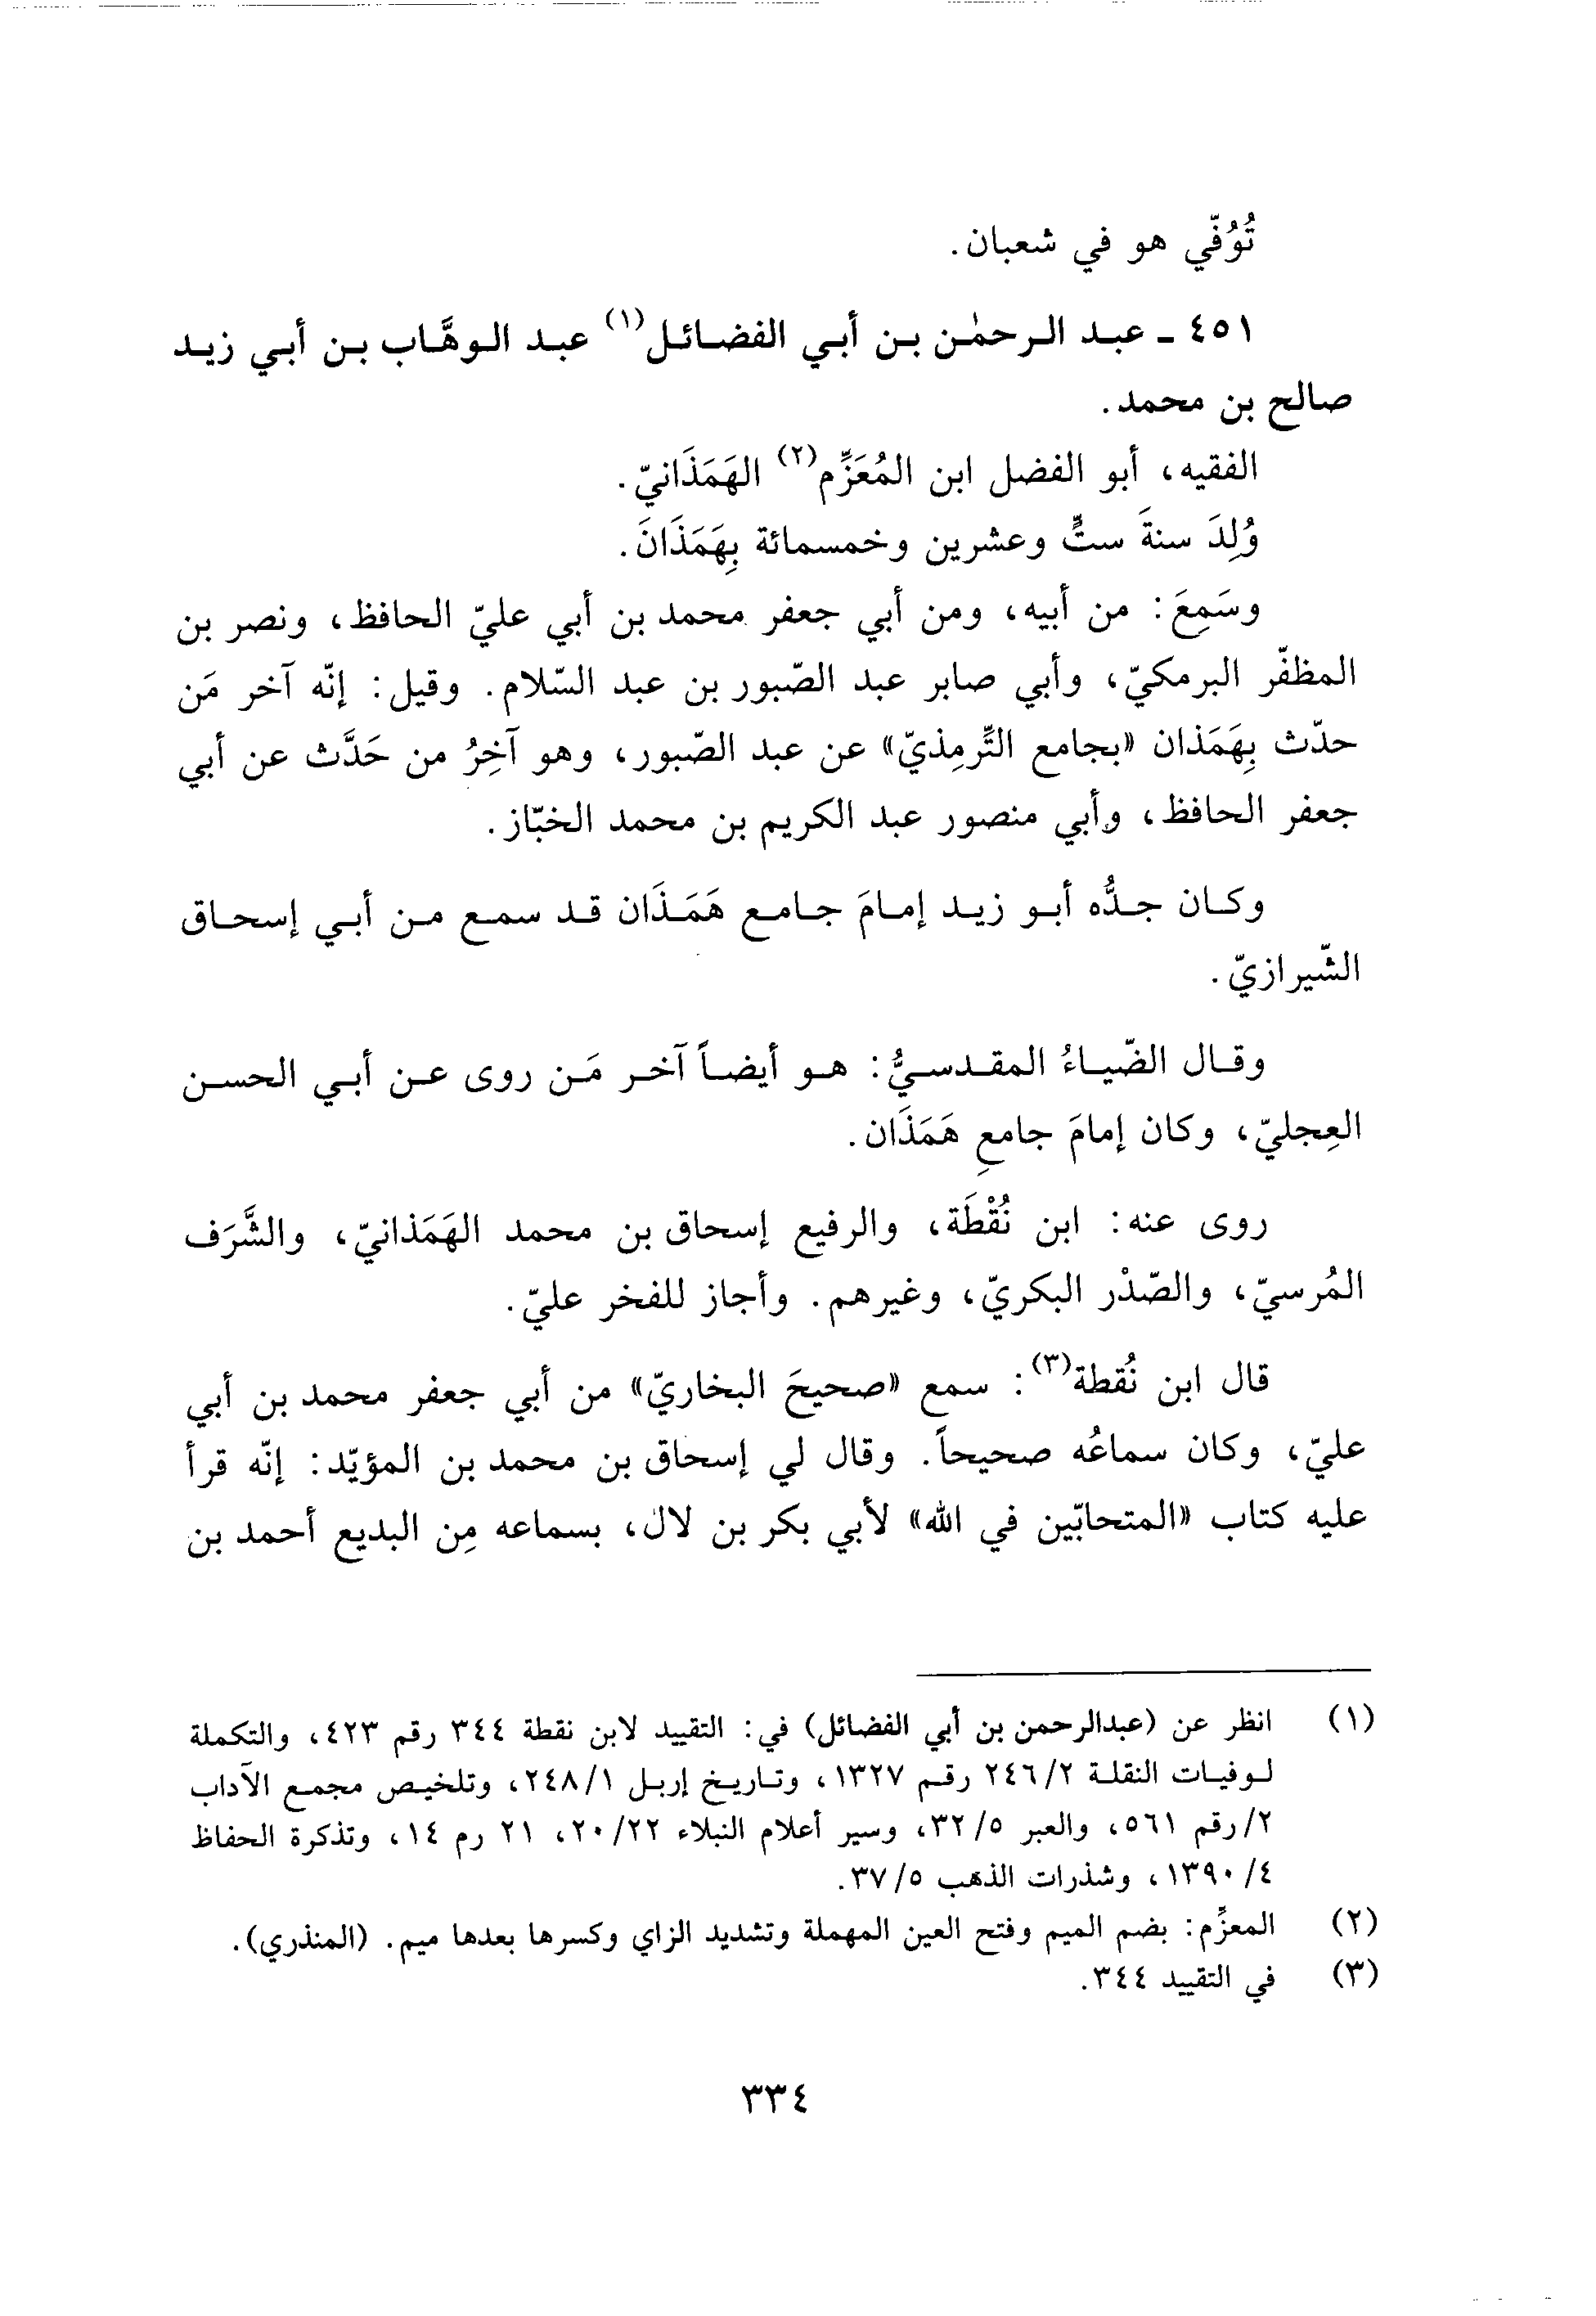 تُوُفّي هو في شعبان.
٤٥١ ـ عبد الرحمٰن بن أبي الفضائل(١) عبد الوهَّاب بن أبي زيد
صالح بن محمد.
الفقيه، أبو الفضل ابن المُعَزِّم(٢) الهَمَذَانيّ.
وُلِدَ سنةَ ستٍّ وعشرين وخمسمائة بِهَمَذَانَ.
وسَمِعَ: من أبيه، ومن أبي جعفر محمد بن أبي عليّ الحافظ، ونصر بن
المظفّر البرمكيّ، وأبي صابر عبد الصّبور بن عبد السّلام. وقيل: إنّه آخر مَن
حدّث بِهَمَذان «بجامع التِّرمِذيّ» عن عبد الصّبور، وهو آخِرُ من حَدَّث عن أبي
جعفر الحافظ، وأبي منصور عبد الكريم بن محمد الخبّاز.
وكان جدُّه أبو زيد إمامَ جامع هَمَذَان قد سمع من أبي إسحاق
الشّيرازيّ.
وقال الضّياءُ المقدسيُّ: هو أيضاً آخر مَن روى عن أبي الحسن
العِجليّ، وكان إمامَ جامعِ هَمَذَان.
روى عنه: ابن نُقْطَة، والرفيع إسحاق بن محمد الهَمَذانيّ، والشَّرَف
المُرسيّ، والصّدْر البكريّ، وغيرهم. وأجاز للفخر عليّ.
قال ابن نُقطة(٣): سمع «صحيحَ البخاريّ» من أبي جعفر محمد بن أبي
عليّ، وكان سماعُه صحيحاً. وقال لي إسحاق بن محمد بن المؤيّد: إنّه قرأ
عليه كتاب «المتحابّين في الله» لأبي بكر بن لال، بسماعه مِن البديع أحمد بن
(١) انظر عن (عبدالرحمن بن أبي الفضائل) في: التقييد لابن نقطة ٣٤٤ رقم ٤٢٣، والتكملة
لوفيات النقلة ٢٤٦/٢ رقم ١٣٢٧، وتاريخ إربل ٢٤٨/١، وتلخيص مجمع الآداب
٢/رقم ٥٦١، والعبر ٣٢/٥، وسير أعلام النبلاء ٢٠/٢٢، ٢١ رم ١٤، وتذكرة الحفاظ
١٣٩٠/٤، وشذرات الذهب ٣٧/٥.
(٢) المعزِّم: بضم الميم وفتح العين المهملة وتشديد الزاي وكسرها بعدها ميم. (المنذري).
(٣) في التقييد ٣٤٤.
٣٣٤